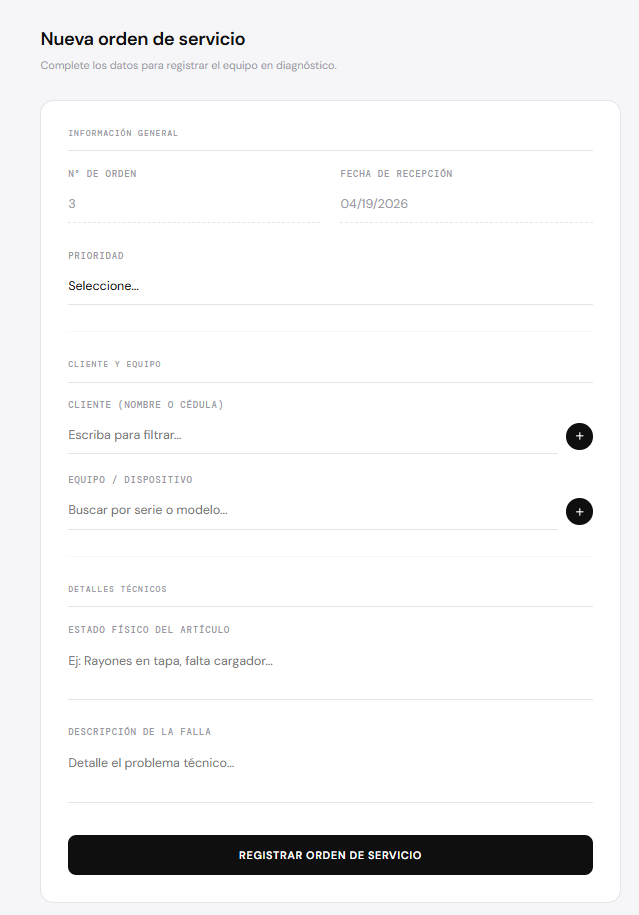 Nueva orden de servicio
Complete los datos para registrar el equipo en diagnóstico.
INFORMACIÓN GENERAL
N° DE ORDEN
FECHA DE RECEPCIÓN
3
04/19/2026
PRIORIDAD
Seleccione...
CLIENTE Y EQUIPO
CLIENTE (NOMBRE O CÉDULA)
Escriba para filtrar...
+
EQUIPO / DISPOSITIVO
Buscar por serie o modelo...
+
DETALLES TÉCNICOS
ESTADO FÍSICO DEL ARTÍCULO
Ej: Rayones en tapa, falta cargador...
DESCRIPCIÓN DE LA FALLA
Detalle el problema técnico...
REGISTRAR ORDEN DE SERVICIO